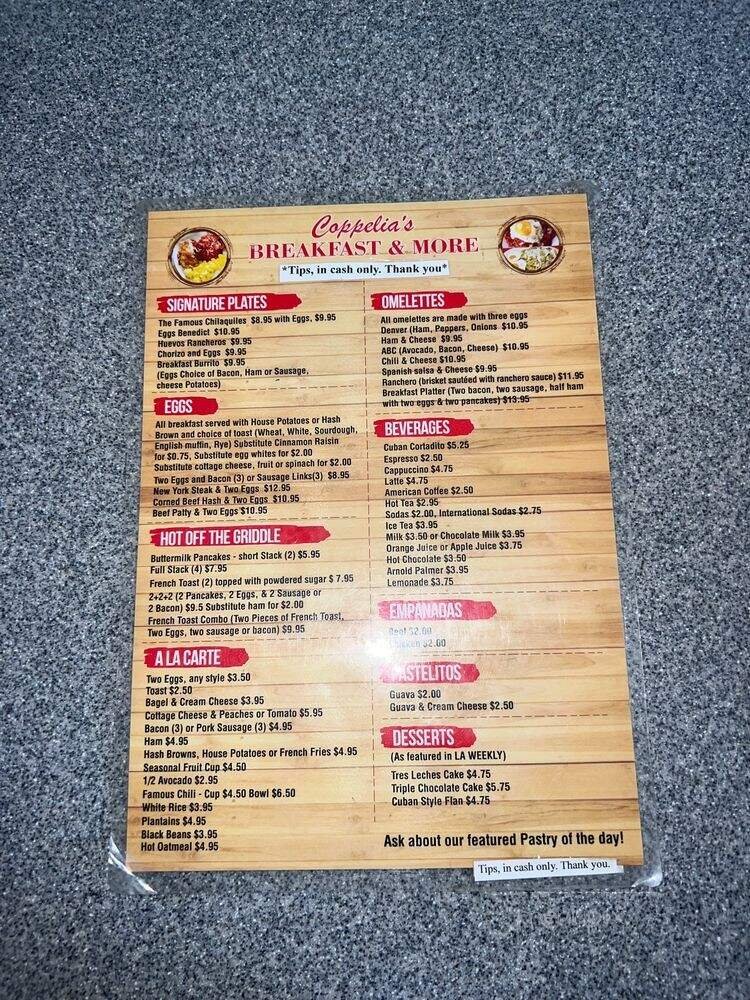 Coppelia's
BREAKFAST & MORE
*Tips, in cash only. Thank you*
SIGNATURE PLATES
The Famous Chilaquiles $8.95 with Eggs, $9.95
Eggs Benedict $10.95
Huevos Rancheros $9.95
Chorizo and Eggs $9.95
Breakfast Burrito $9.95
(Eggs Choice of Bacon, Ham or Sausage,
cheese Potatoes)
EGGS
All breakfast served with House Potatoes or Hash
Brown and choice of toast (Wheat, White, Sourdough,
English muffin, Rye) Substitute Cinnamon Raisin
for $0.75, Substitute egg whites for $2.00
Substitute cottage cheese, fruit or spinach for $2.00
Two Eggs and Bacon (3) or Sausage Links(3) $8.95
New York Steak & Two Eggs $12.95
Corned Beef Hash & Two Eggs $10.95
Beef Patty & Two Eggs $10.95
HOT OFF THE GRIDDLE
Buttermilk Pancakes - short Stack (2) $5.95
Full Stack (4) $7.95
French Toast (2) topped with powdered sugar $ 7.95
2+2+2 (2 Pancakes, 2 Eggs, & 2 Sausage or
2 Bacon) $9.5 Substitute ham for $2.00
French Toast Combo (Two Pieces of French Toast,
Two Eggs, two sausage or bacon) $9.95
A LA CARTE
Two Eggs, any style $3.50
Toast $2.50
Bagel & Cream Cheese $3.95
Cottage Cheese & Peaches or Tomato $5.95
Bacon (3) or Pork Sausage (3) $4.95
Ham $4.95
Hash Browns, House Potatoes or French Fries $4.95
Seasonal Fruit Cup $4.50
1/2 Avocado $2.95
Famous Chili - Cup $4.50 Bowl $6.50
White Rice $3.95
Plantains $4.95
Black Beans $3.95
Hot Oatmeal $4.95
OMELETTES
All omelettes are made with three eggs
Denver (Ham, Peppers, Onions $10.95
Ham & Cheese $9.95
ABC (Avocado, Bacon, Cheese) $10.95
Chili & Cheese $10.95
Spanish salsa & Cheese $9.95
Ranchero (brisket sautéed with ranchero sauce) $11.95
Breakfast Platter (Two bacon, two sausage, half ham
with two eggs & two pancakes) $13.95
BEVERAGES
Cuban Cortadito $5.25
Espresso $2.50
Cappuccino $4.75
Latte $4.75
American Coffee $2.50
Hot Tea $2.95
Sodas $2.00, International Sodas $2.75
Ice Tea $3.95
Milk $3.50 or Chocolate Milk $3.95
Orange Juice or Apple Juice $3.75
Hot Chocolate $3.50
Arnold Palmer $3.95
Lemonade $3.75
EMPANADAS
Beef $2.00
Chicken $2.00
PASTELITOS
Guava $2.00
Guava & Cream Cheese $2.50
DESSERTS
(As featured in LA WEEKLY)
Tres Leches Cake $4.75
Triple Chocolate Cake $5.75
Cuban Style Flan $4.75
Ask about our featured Pastry of the day!
Tips, in cash only. Thank you.